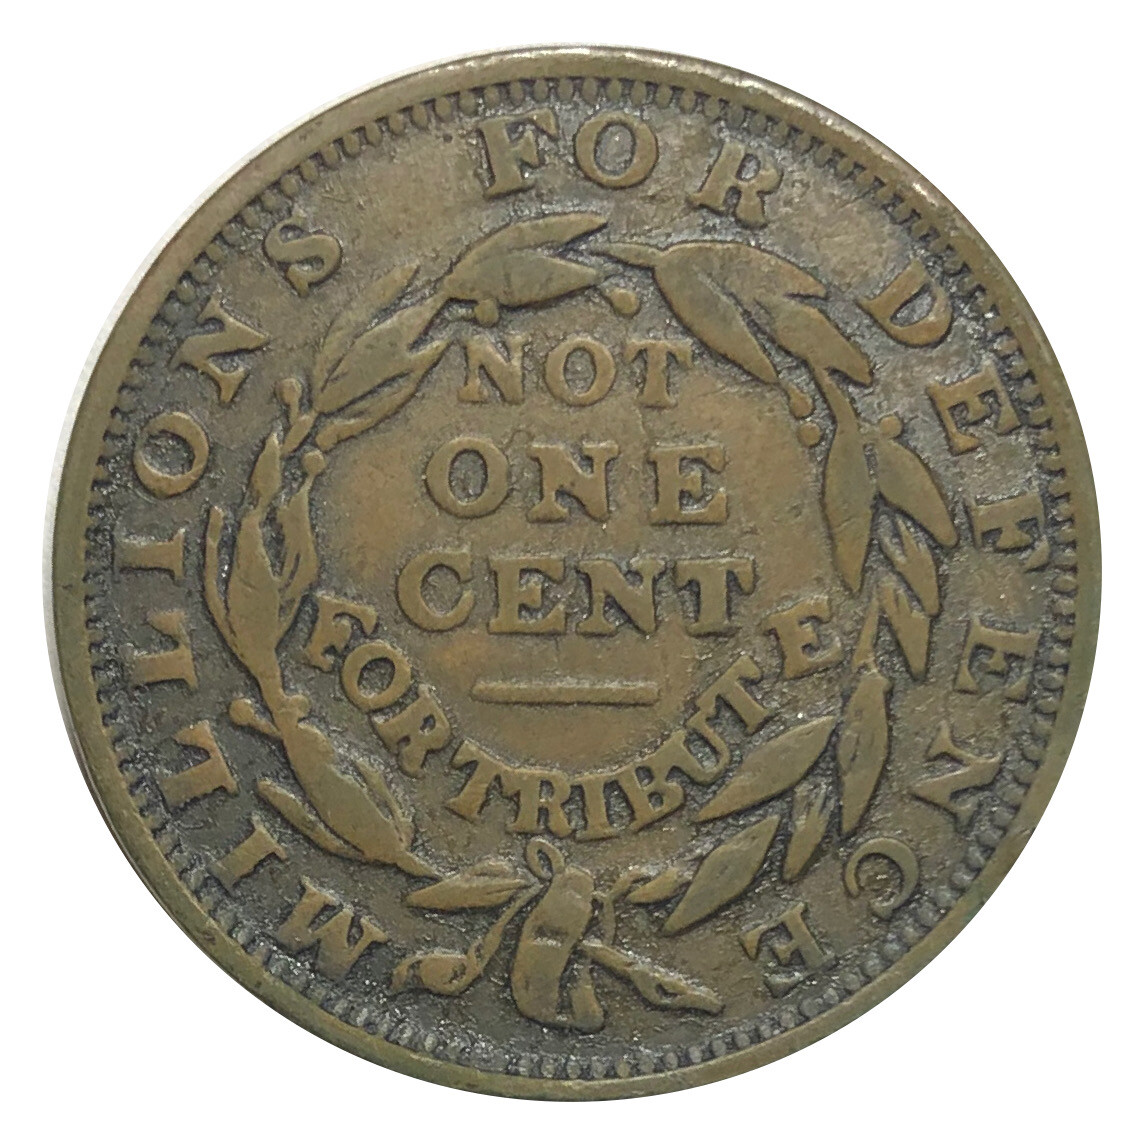 MILLIONS FOR DEFENCE
NOT
ONE
CENT
FOR TRIBUTE